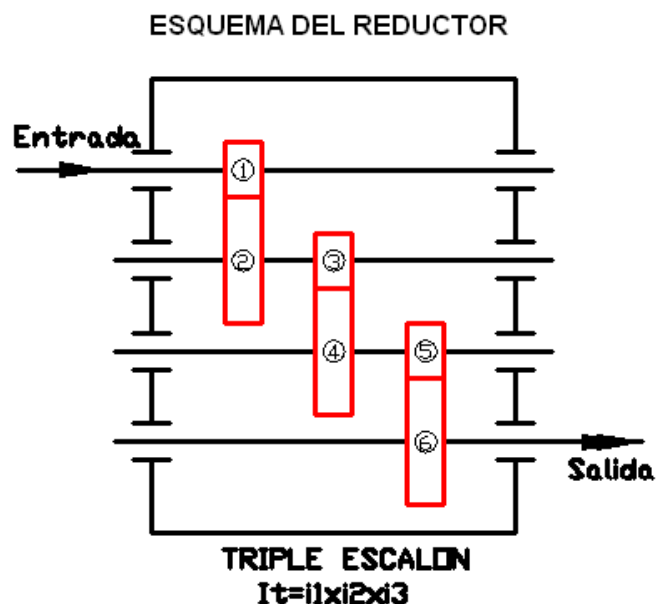 ESQUEMA DEL REDUCTOR
Entrada
①
②
③
④
⑤
⑥
Salida
TRIPLE ESCALON
It=i1xi2xi3